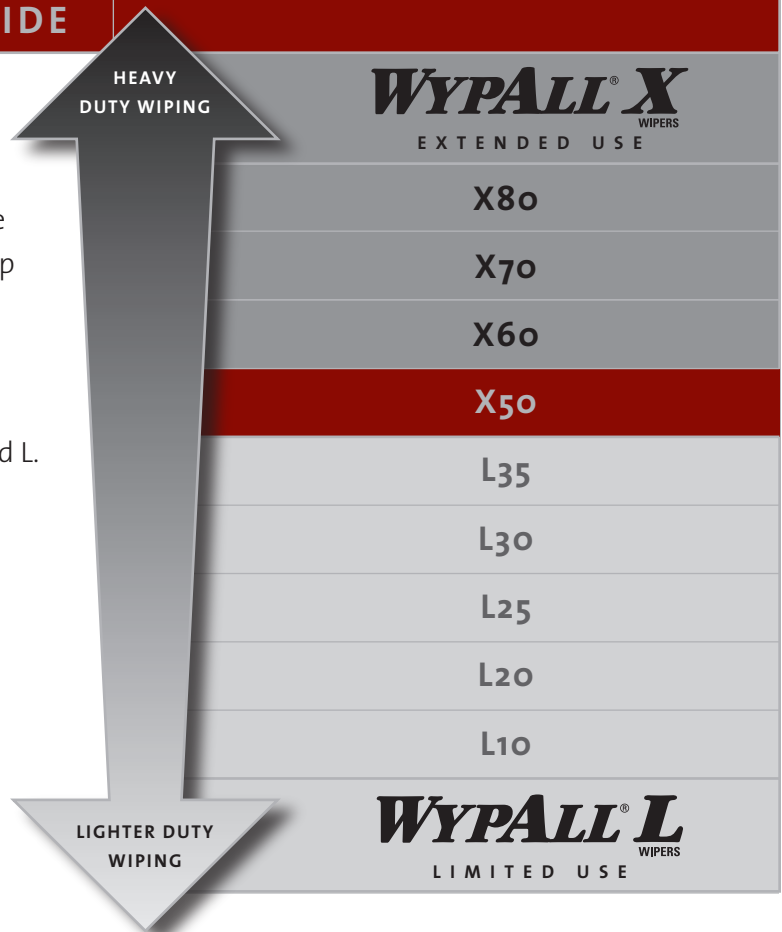 IDE
HEAVY
DUTY WIPING
WYPALL® X
WIPERS
EXTENDED USE
X80
e
X70
p
X60
X50
d L.
L35
L30
L25
L20
L10
LIGHTER DUTY
WIPING
WYPALL® L
WIPERS
LIMITED USE